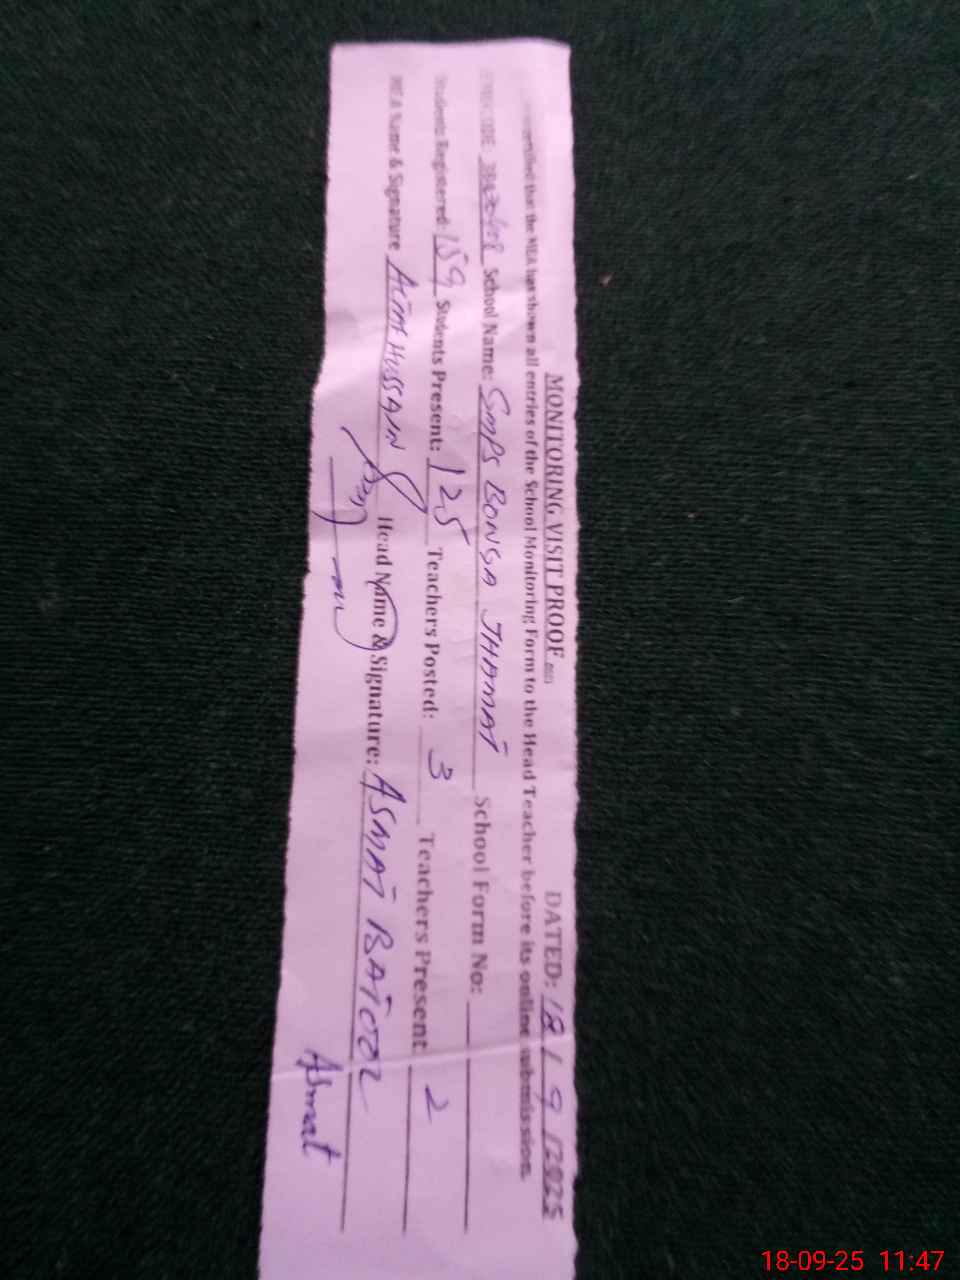 MONITORING VISIT PROOF DATED: 18/9/2025
that the MEA has shown all entries of the School Monitoring Form to the Head Teacher before its online submission.
School Name: GMPS BONGA JHAMAT School Form No:
Students Registered: 159 Students Present: 125 Teachers Posted: 3 Teachers Present 2
MEA Name & Signature HUSSAIN Head Name & Signature: ASMAT BATOOL
Asmat
18-09-25 11:47